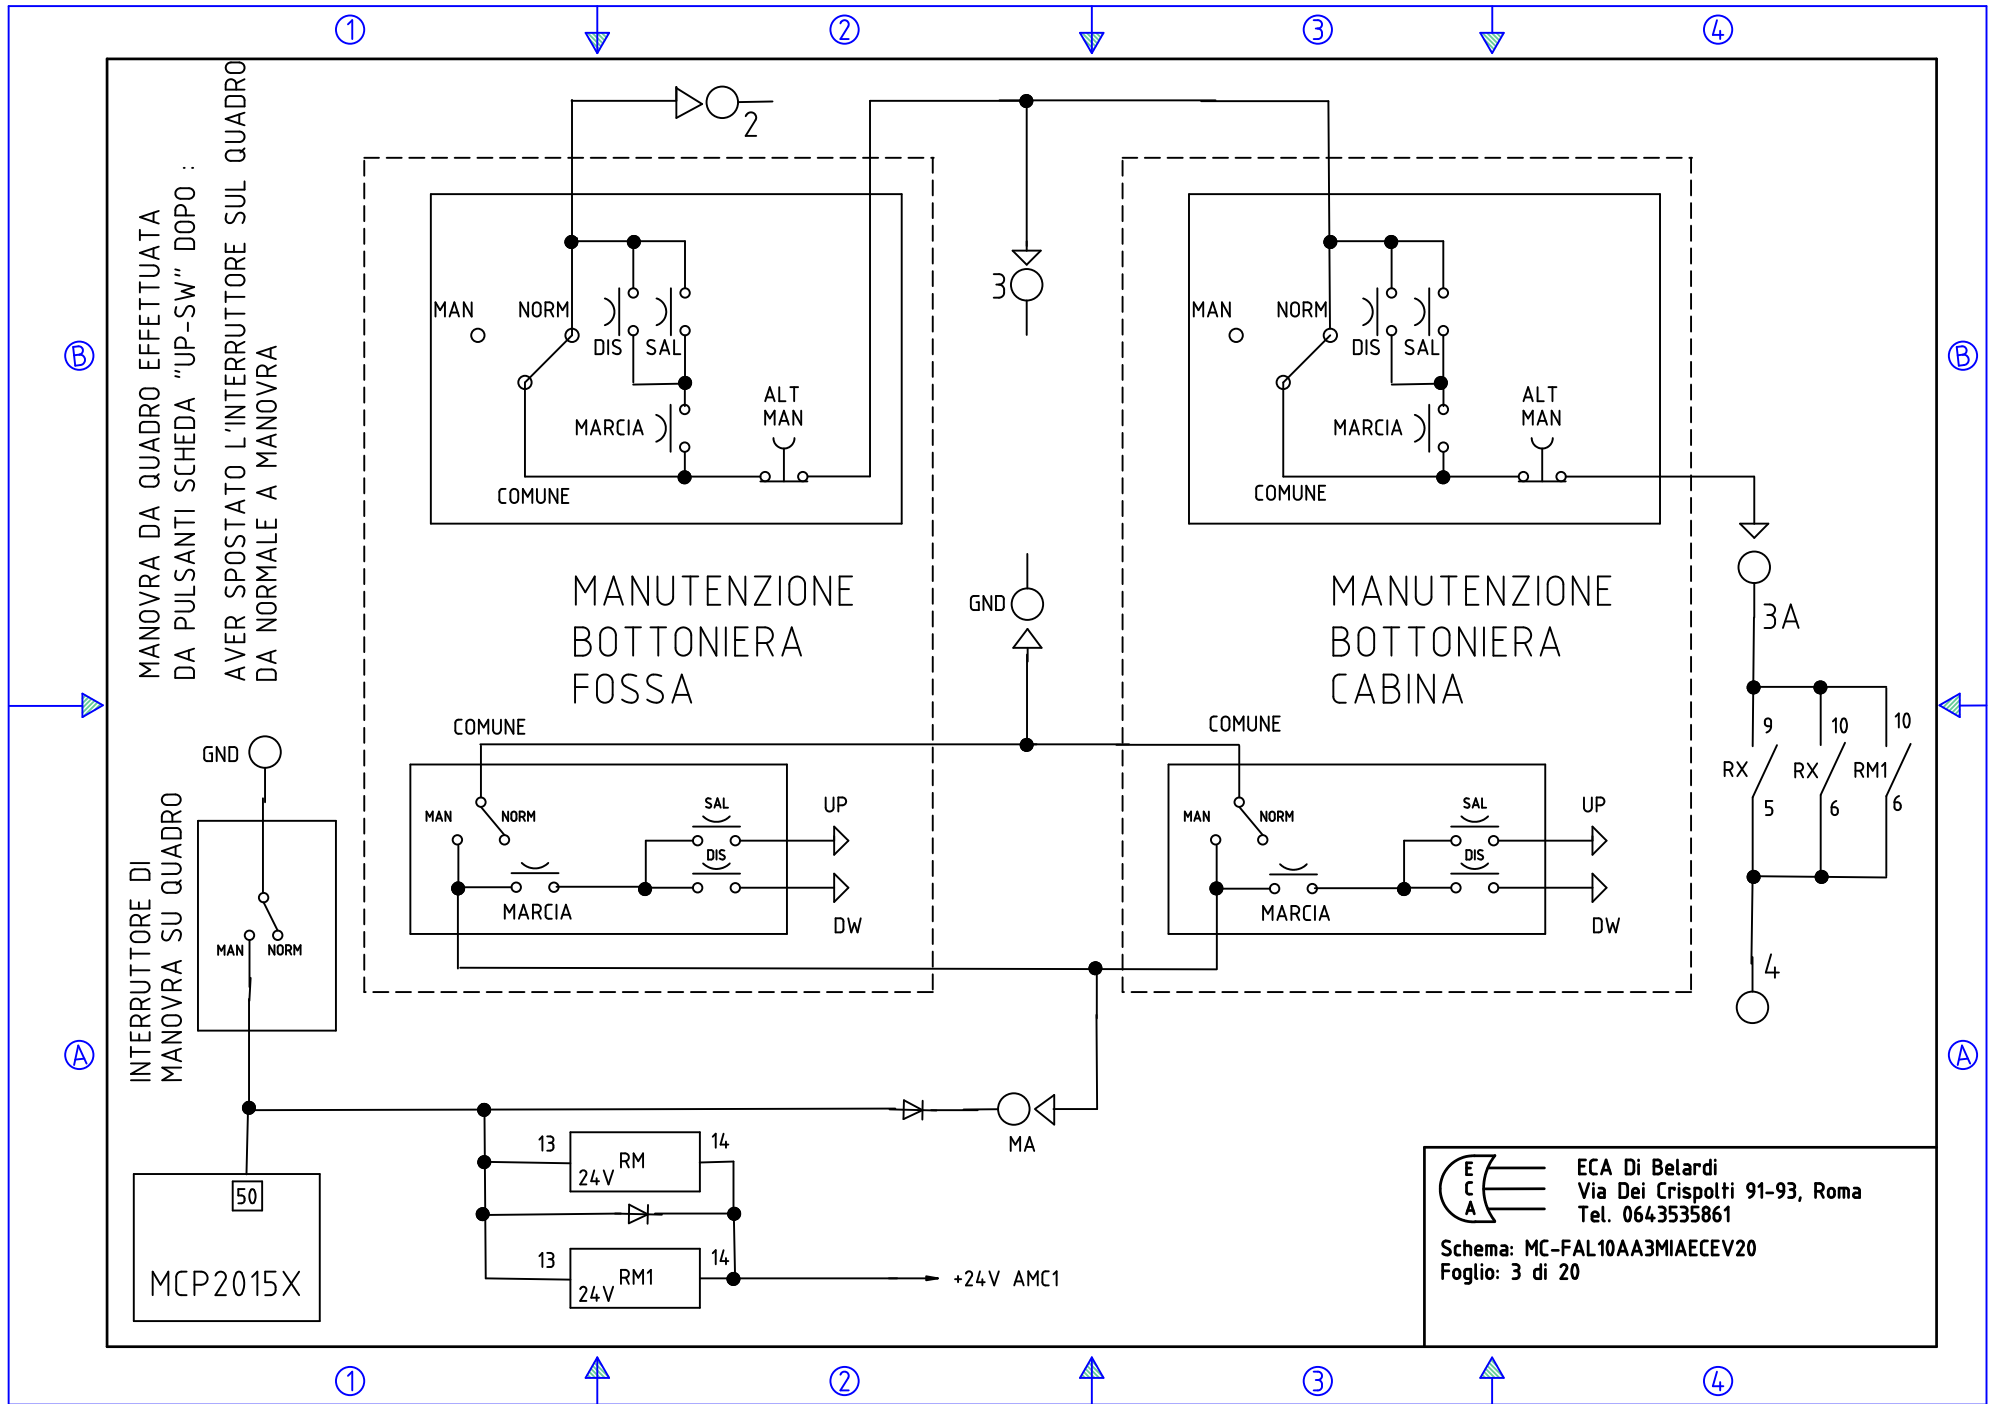 1
2
3
4
B
A
B
A
MANOVRA DA QUADRO EFFETTUATA
DA PULSANTI SCHEDA "UP-SW" DOPO :
AVER SPOSTATO L'INTERRUTTORE SUL QUADRO
DA NORMALE A MANOVRA
2
MAN
NORM
DIS
SAL
MARCIA
ALT
MAN
COMUNE
3
MAN
NORM
DIS
SAL
MARCIA
ALT
MAN
COMUNE
MANUTENZIONE
BOTTONIERA
FOSSA
GND
MANUTENZIONE
BOTTONIERA
CABINA
3A
9
10
10
RX
RX
RM1
5
6
6
4
COMUNE
MAN
NORM
SAL
DIS
MARCIA
UP
DW
COMUNE
MAN
NORM
SAL
DIS
MARCIA
UP
DW
GND
INTERRUTTORE DI
MANOVRA SU QUADRO
MAN
NORM
MA
50
MCP2015X
13
RM
24V
14
13
RM1
24V
14
+24V AMC1
E
C
A
ECA Di Belardi
Via Dei Crispolti 91-93, Roma
Tel. 0643535861
Schema: MC-FAL10AA3MIAECEV20
Foglio: 3 di 20
1
2
3
4